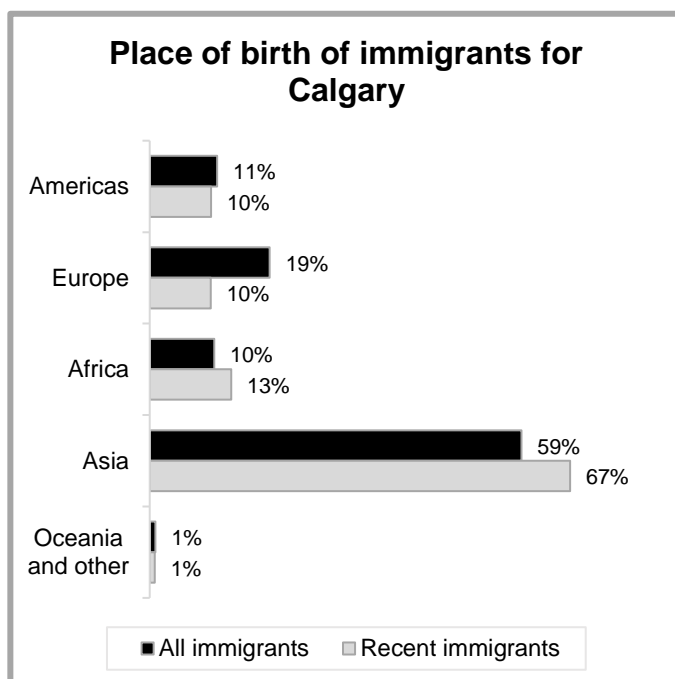 Place of birth of immigrants for
Calgary
Americas
11%
10%
Europe
19%
10%
Africa
10%
13%
Asia
59%
67%
Oceania
and other
1%
1%
All immigrants
Recent immigrants